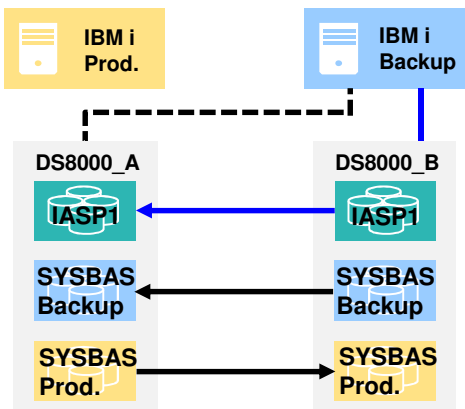 IBM i
Prod.
IBM i
Backup
DS8000_A
DS8000_B
IASP1
IASP1
SYSBAS
Backup
SYSBAS
Backup
SYSBAS
Prod.
SYSBAS
Prod.